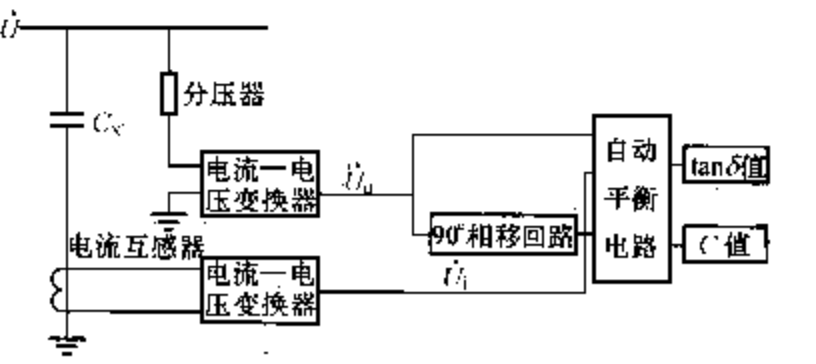 U̇
分压器
Cx
电流一电
压变换器
U̇u
自动
平衡
电路
tanδ值
90°相移回路
C值
电流互感器
电流一电
压变换器
U̇i